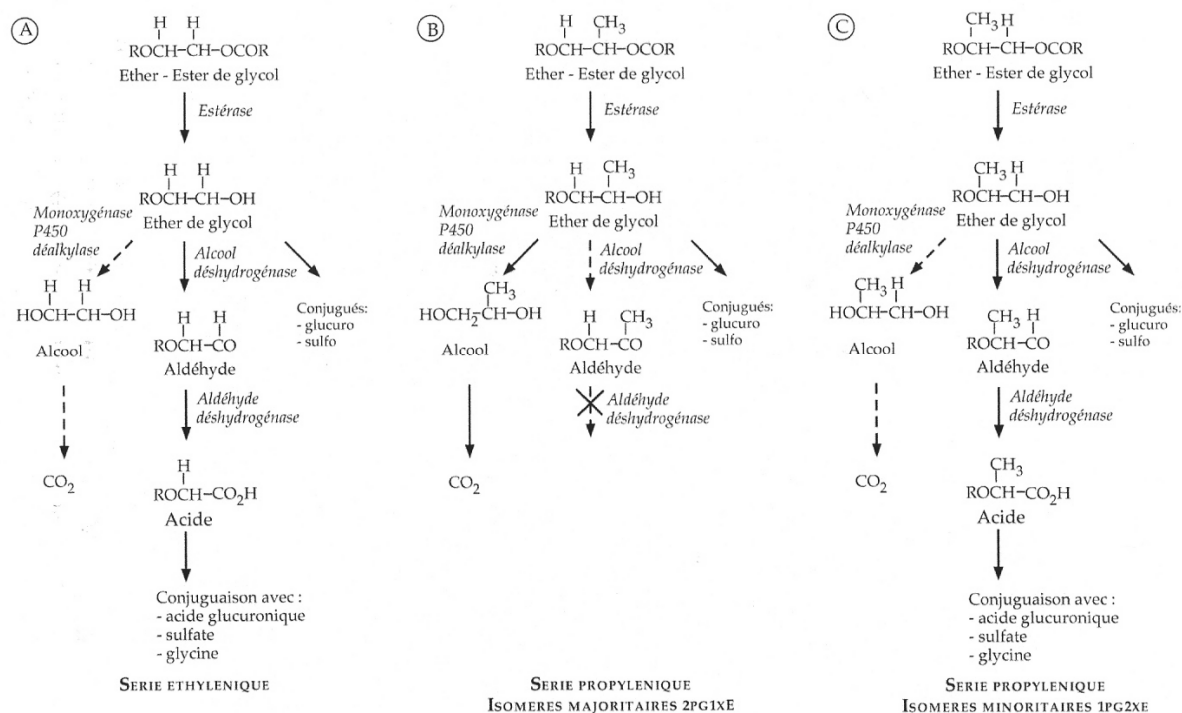 A
H H
ROCH–CH–OCOR
Ether - Ester de glycol
Estérase
H H
ROCH–CH–OH
Ether de glycol
Monoxygénase
P450
déalkylase
Alcool
déshydrogénase
H H
HOCH–CH–OH
Alcool
H H
ROCH–CO
Aldéhyde
Conjugués:
- glucuro
- sulfo
Aldéhyde
déshydrogénase
CO2
H
ROCH–CO2H
Acide
Conjuguaison avec :
- acide glucuronique
- sulfate
- glycine
SERIE ETHYLENIQUE
B
H CH3
ROCH–CH–OCOR
Ether - Ester de glycol
Estérase
H CH3
ROCH–CH–OH
Ether de glycol
Monoxygénase
P450
déalkylase
Alcool
déshydrogénase
CH3
HOCH2–CH–OH
Alcool
H CH3
ROCH–CO
Aldéhyde
Conjugués:
- glucuro
- sulfo
Aldéhyde
déshydrogénase
CO2
SERIE PROPYLENIQUE
ISOMERES MAJORITAIRES 2PG1XE
C
CH3 H
ROCH–CH–OCOR
Ether - Ester de glycol
Estérase
CH3 H
ROCH–CH–OH
Ether de glycol
Monoxygénase
P450
déalkylase
Alcool
déshydrogénase
CH3 H
HOCH–CH–OH
Alcool
CH3 H
ROCH–CO
Aldéhyde
Conjugués:
- glucuro
- sulfo
Aldéhyde
déshydrogénase
CO2
CH3
ROCH–CO2H
Acide
Conjuguaison avec :
- acide glucuronique
- sulfate
- glycine
SERIE PROPYLENIQUE
ISOMERES MINORITAIRES 1PG2XE